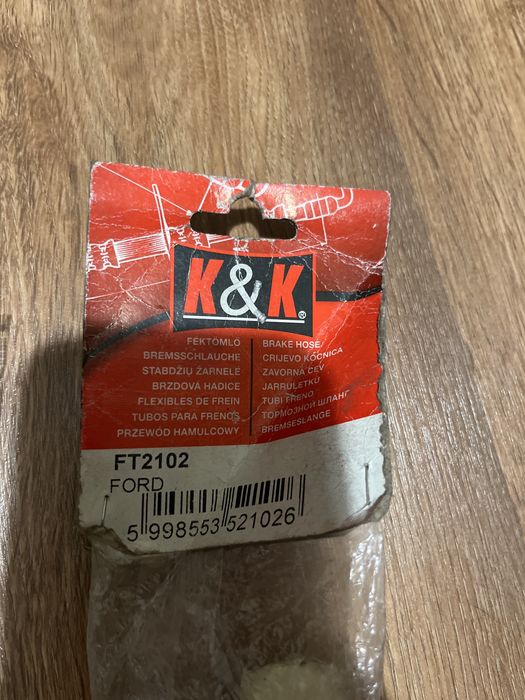 K&K®
FEKTÖMLŐ
BREMSSCHLAUCHE
STABDŽIŲ ŽARNELĖ
BRZDOVÁ HADICE
FLEXIBLES DE FREIN
TUBOS PARA FRENOS
PRZEWÓD HAMULCOWY
BRAKE HOSE
CRIJEVO KOČNICA
ZAVORNA CEV
JARRULETKU
TUBI FRENO
ТОРМОЗНОЙ ШЛАНГ
BREMSESLANGE
FT2102
FORD
5 998553 521026